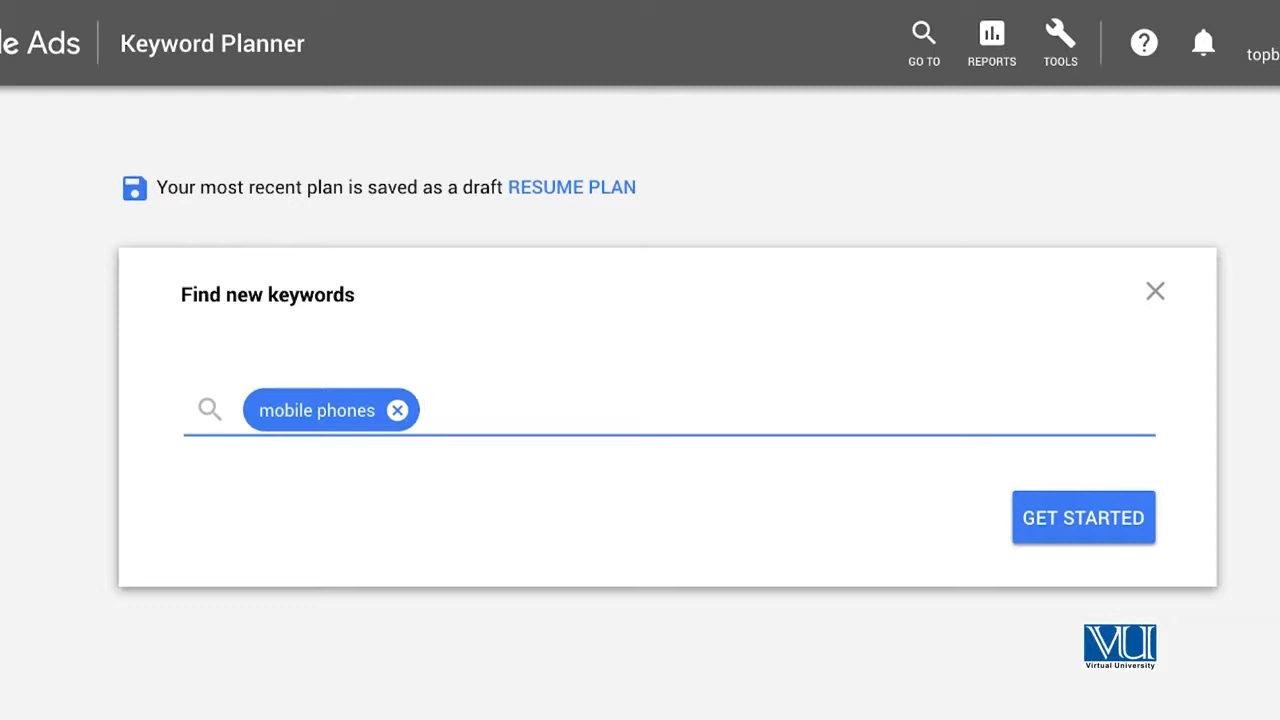 le Ads
Keyword Planner
GO TO
REPORTS
TOOLS
topb
Your most recent plan is saved as a draft RESUME PLAN
Find new keywords
mobile phones
GET STARTED
VU
Virtual University